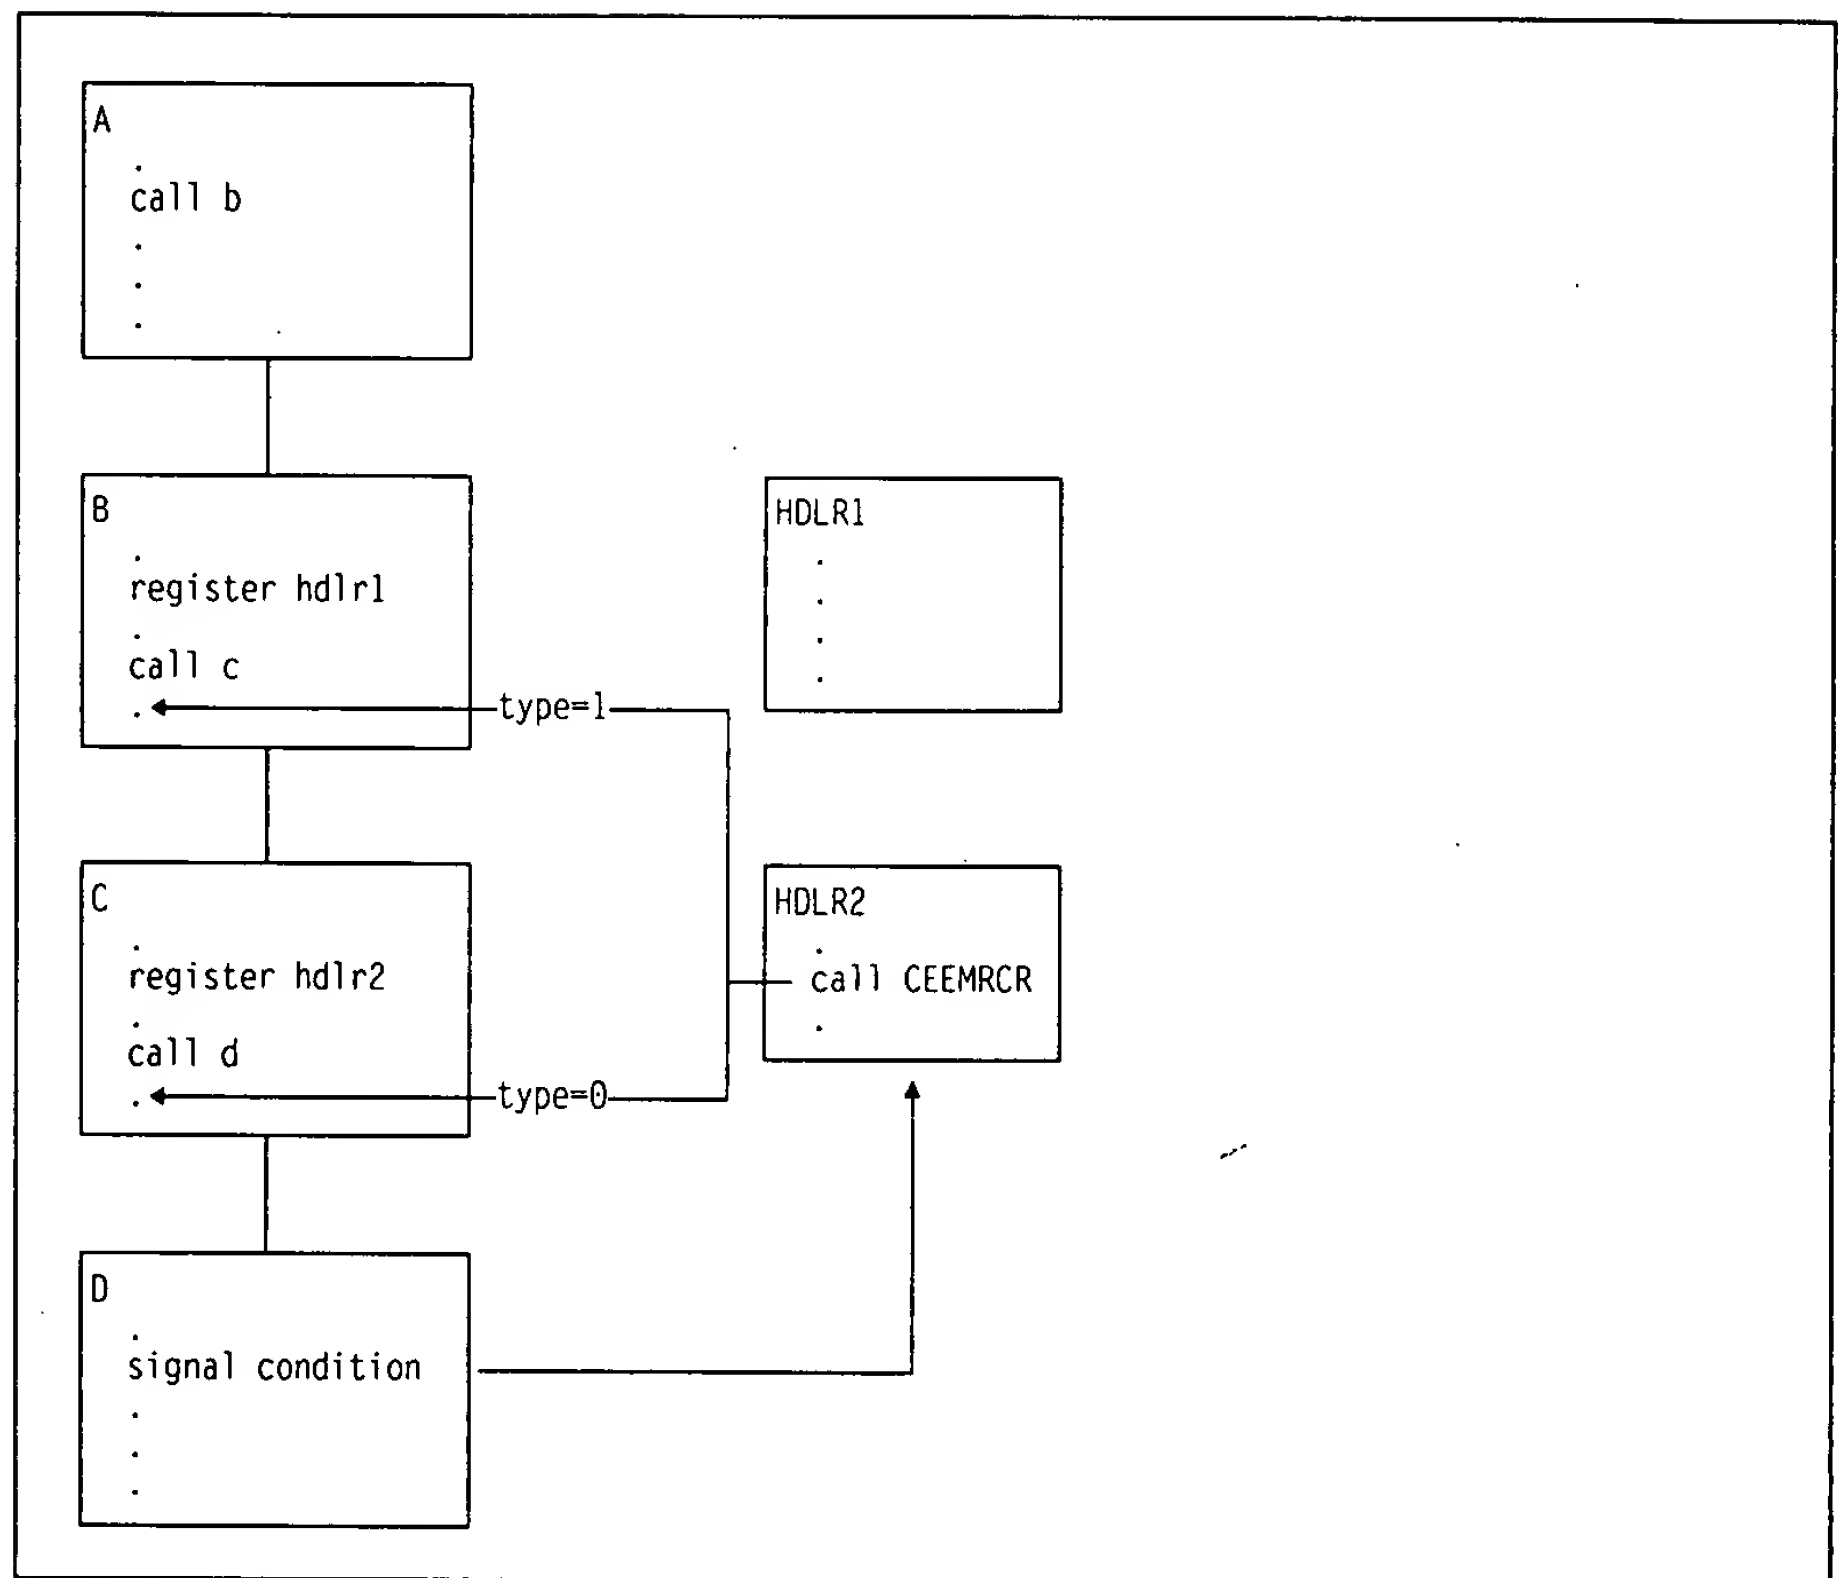 A
.
call b
.
.
.
B
.
register hdlr1
.
call c
.
type=1
HDLR1
.
.
.
.
C
.
register hdlr2
.
call d
.
type=0
HDLR2
.
call CEEMRCR
.
D
.
signal condition
.
.
.